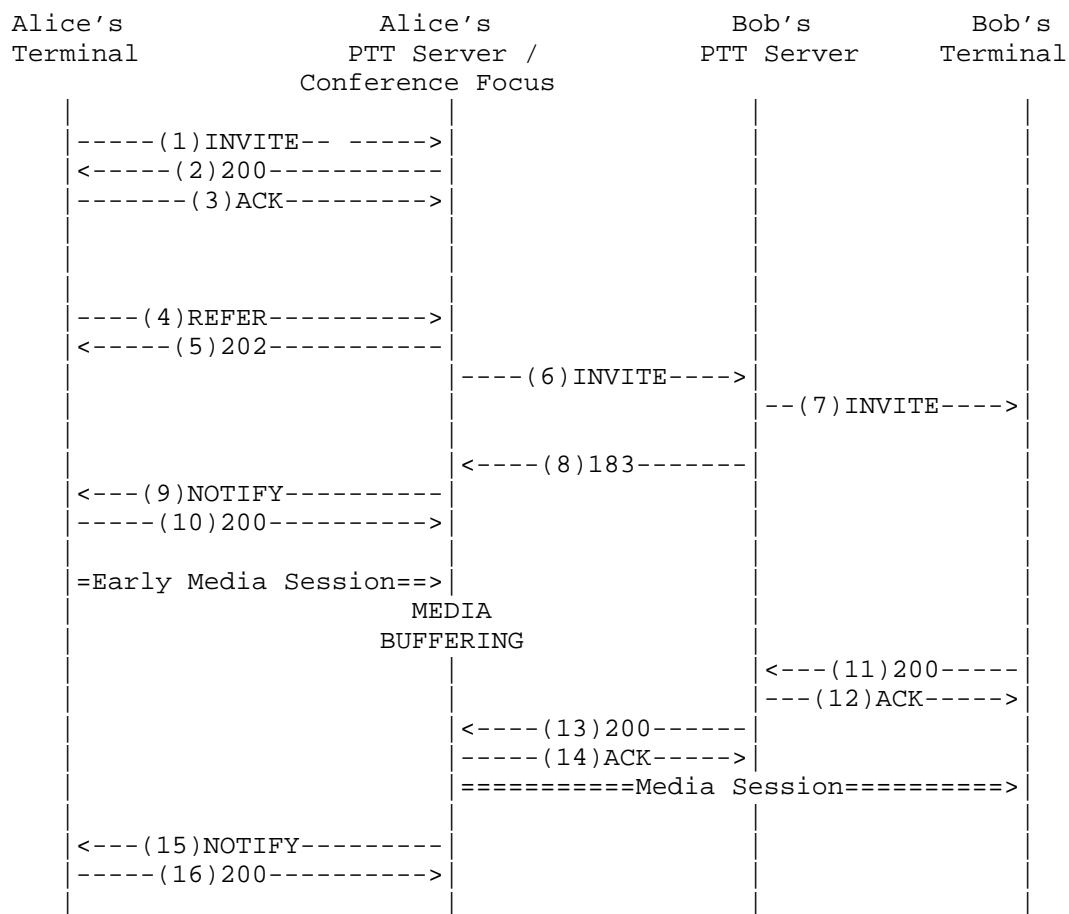 Alice's                Alice's              Bob's            Bob's
Terminal             PTT Server /         PTT Server     Terminal
                   Conference Focus
    |                        |                    |                 |
    |-----(1)INVITE-- ----->|                    |                 |
    |<-----(2)200-----------|                    |                 |
    |-------(3)ACK--------->|                    |                 |
    |                        |                    |                 |
    |                        |                    |                 |
    |                        |                    |                 |
    |----(4)REFER---------->|                    |                 |
    |<-----(5)202-----------|                    |                 |
    |                        |----(6)INVITE---->|                 |
    |                        |                    |--(7)INVITE---->|
    |                        |                    |                 |
    |                        |<----(8)183-------|                 |
    |<---(9)NOTIFY----------|                    |                 |
    |-----(10)200---------->|                    |                 |
    |                        |                    |                 |
    |=Early Media Session==>|                    |                 |
    |                      MEDIA                  |                 |
    |                    BUFFERING                |                 |
    |                        |                    |<---(11)200-----|
    |                        |                    |---(12)ACK----->|
    |                        |<----(13)200------|                 |
    |                        |-----(14)ACK----->|                 |
    |                        |===========Media Session==========>|
    |                        |                    |                 |
    |<---(15)NOTIFY---------|                    |                 |
    |-----(16)200---------->|                    |                 |
    |                        |                    |                 |